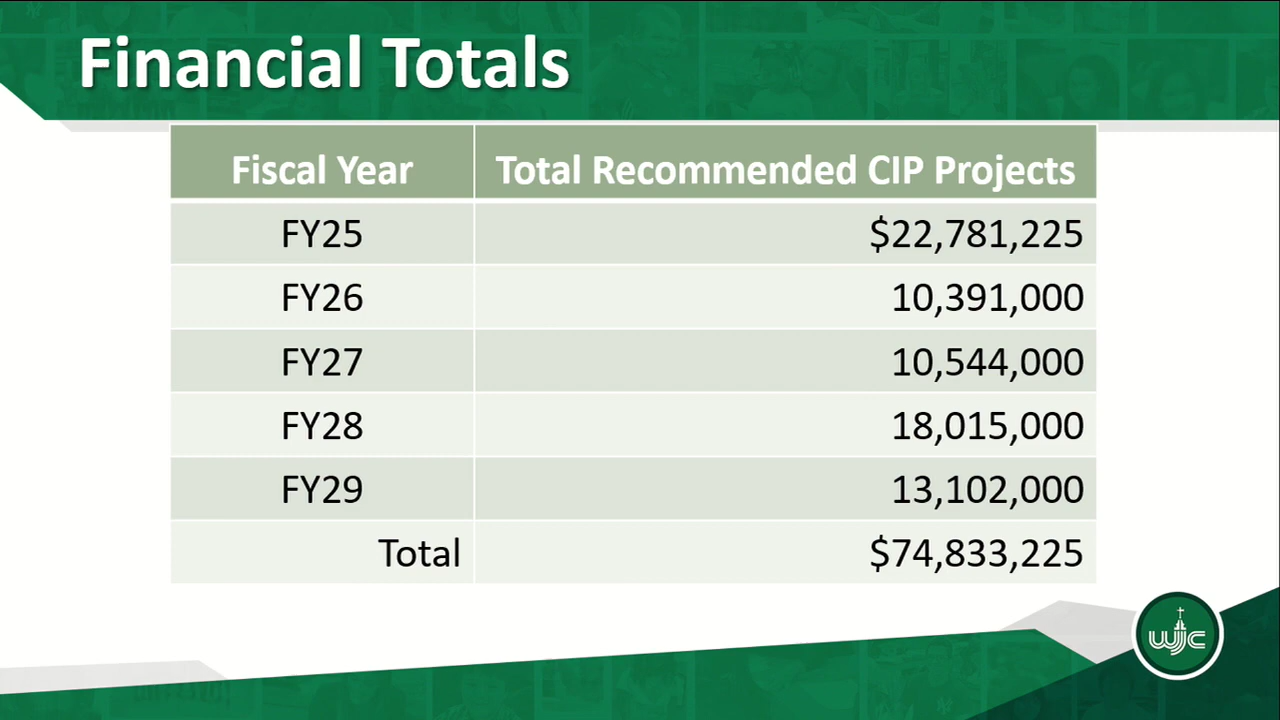 Financial Totals
Fiscal Year Total Recommended CIP Projects
FY25 $22,781,225
FY26 10,391,000
FY27 10,544,000
FY28 18,015,000
FY29 13,102,000
Total $74,833,225
WJC